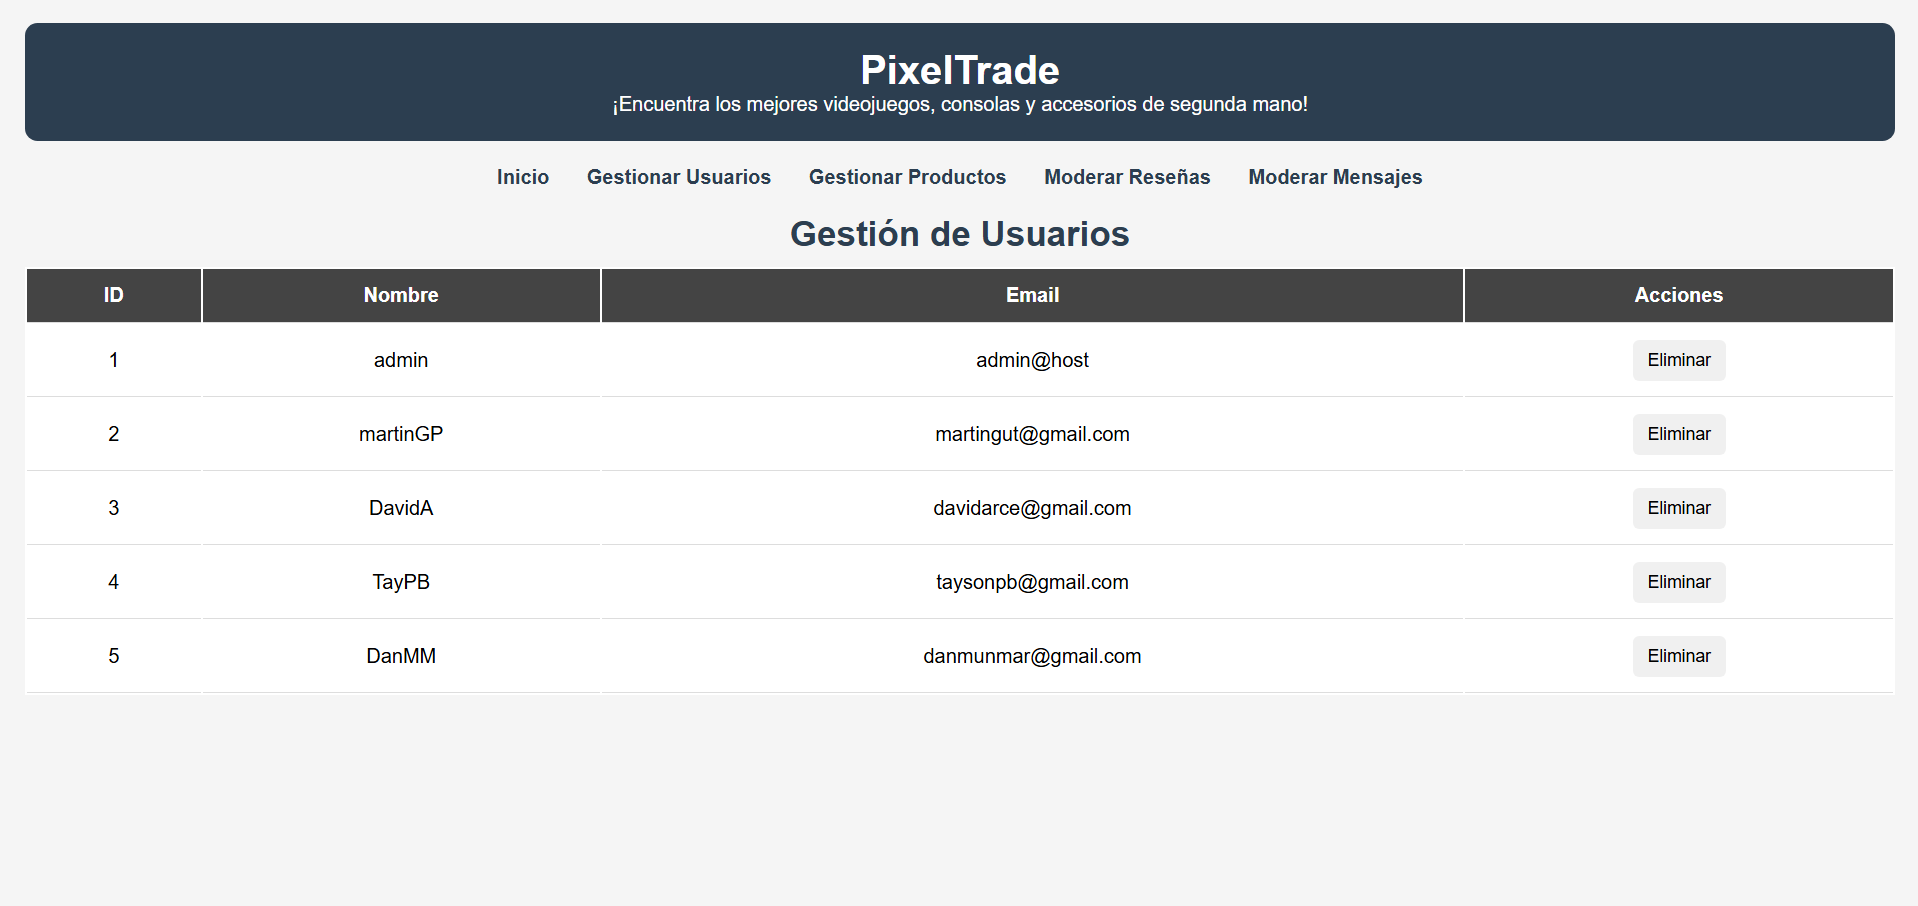 PixelTrade
¡Encuentra los mejores videojuegos, consolas y accesorios de segunda mano!
Inicio Gestionar Usuarios Gestionar Productos Moderar Reseñas Moderar Mensajes
Gestión de Usuarios
ID Nombre Email Acciones
1 admin admin@host Eliminar
2 martinGP martingut@gmail.com Eliminar
3 DavidA davidarce@gmail.com Eliminar
4 TayPB taysonpb@gmail.com Eliminar
5 DanMM danmunmar@gmail.com Eliminar